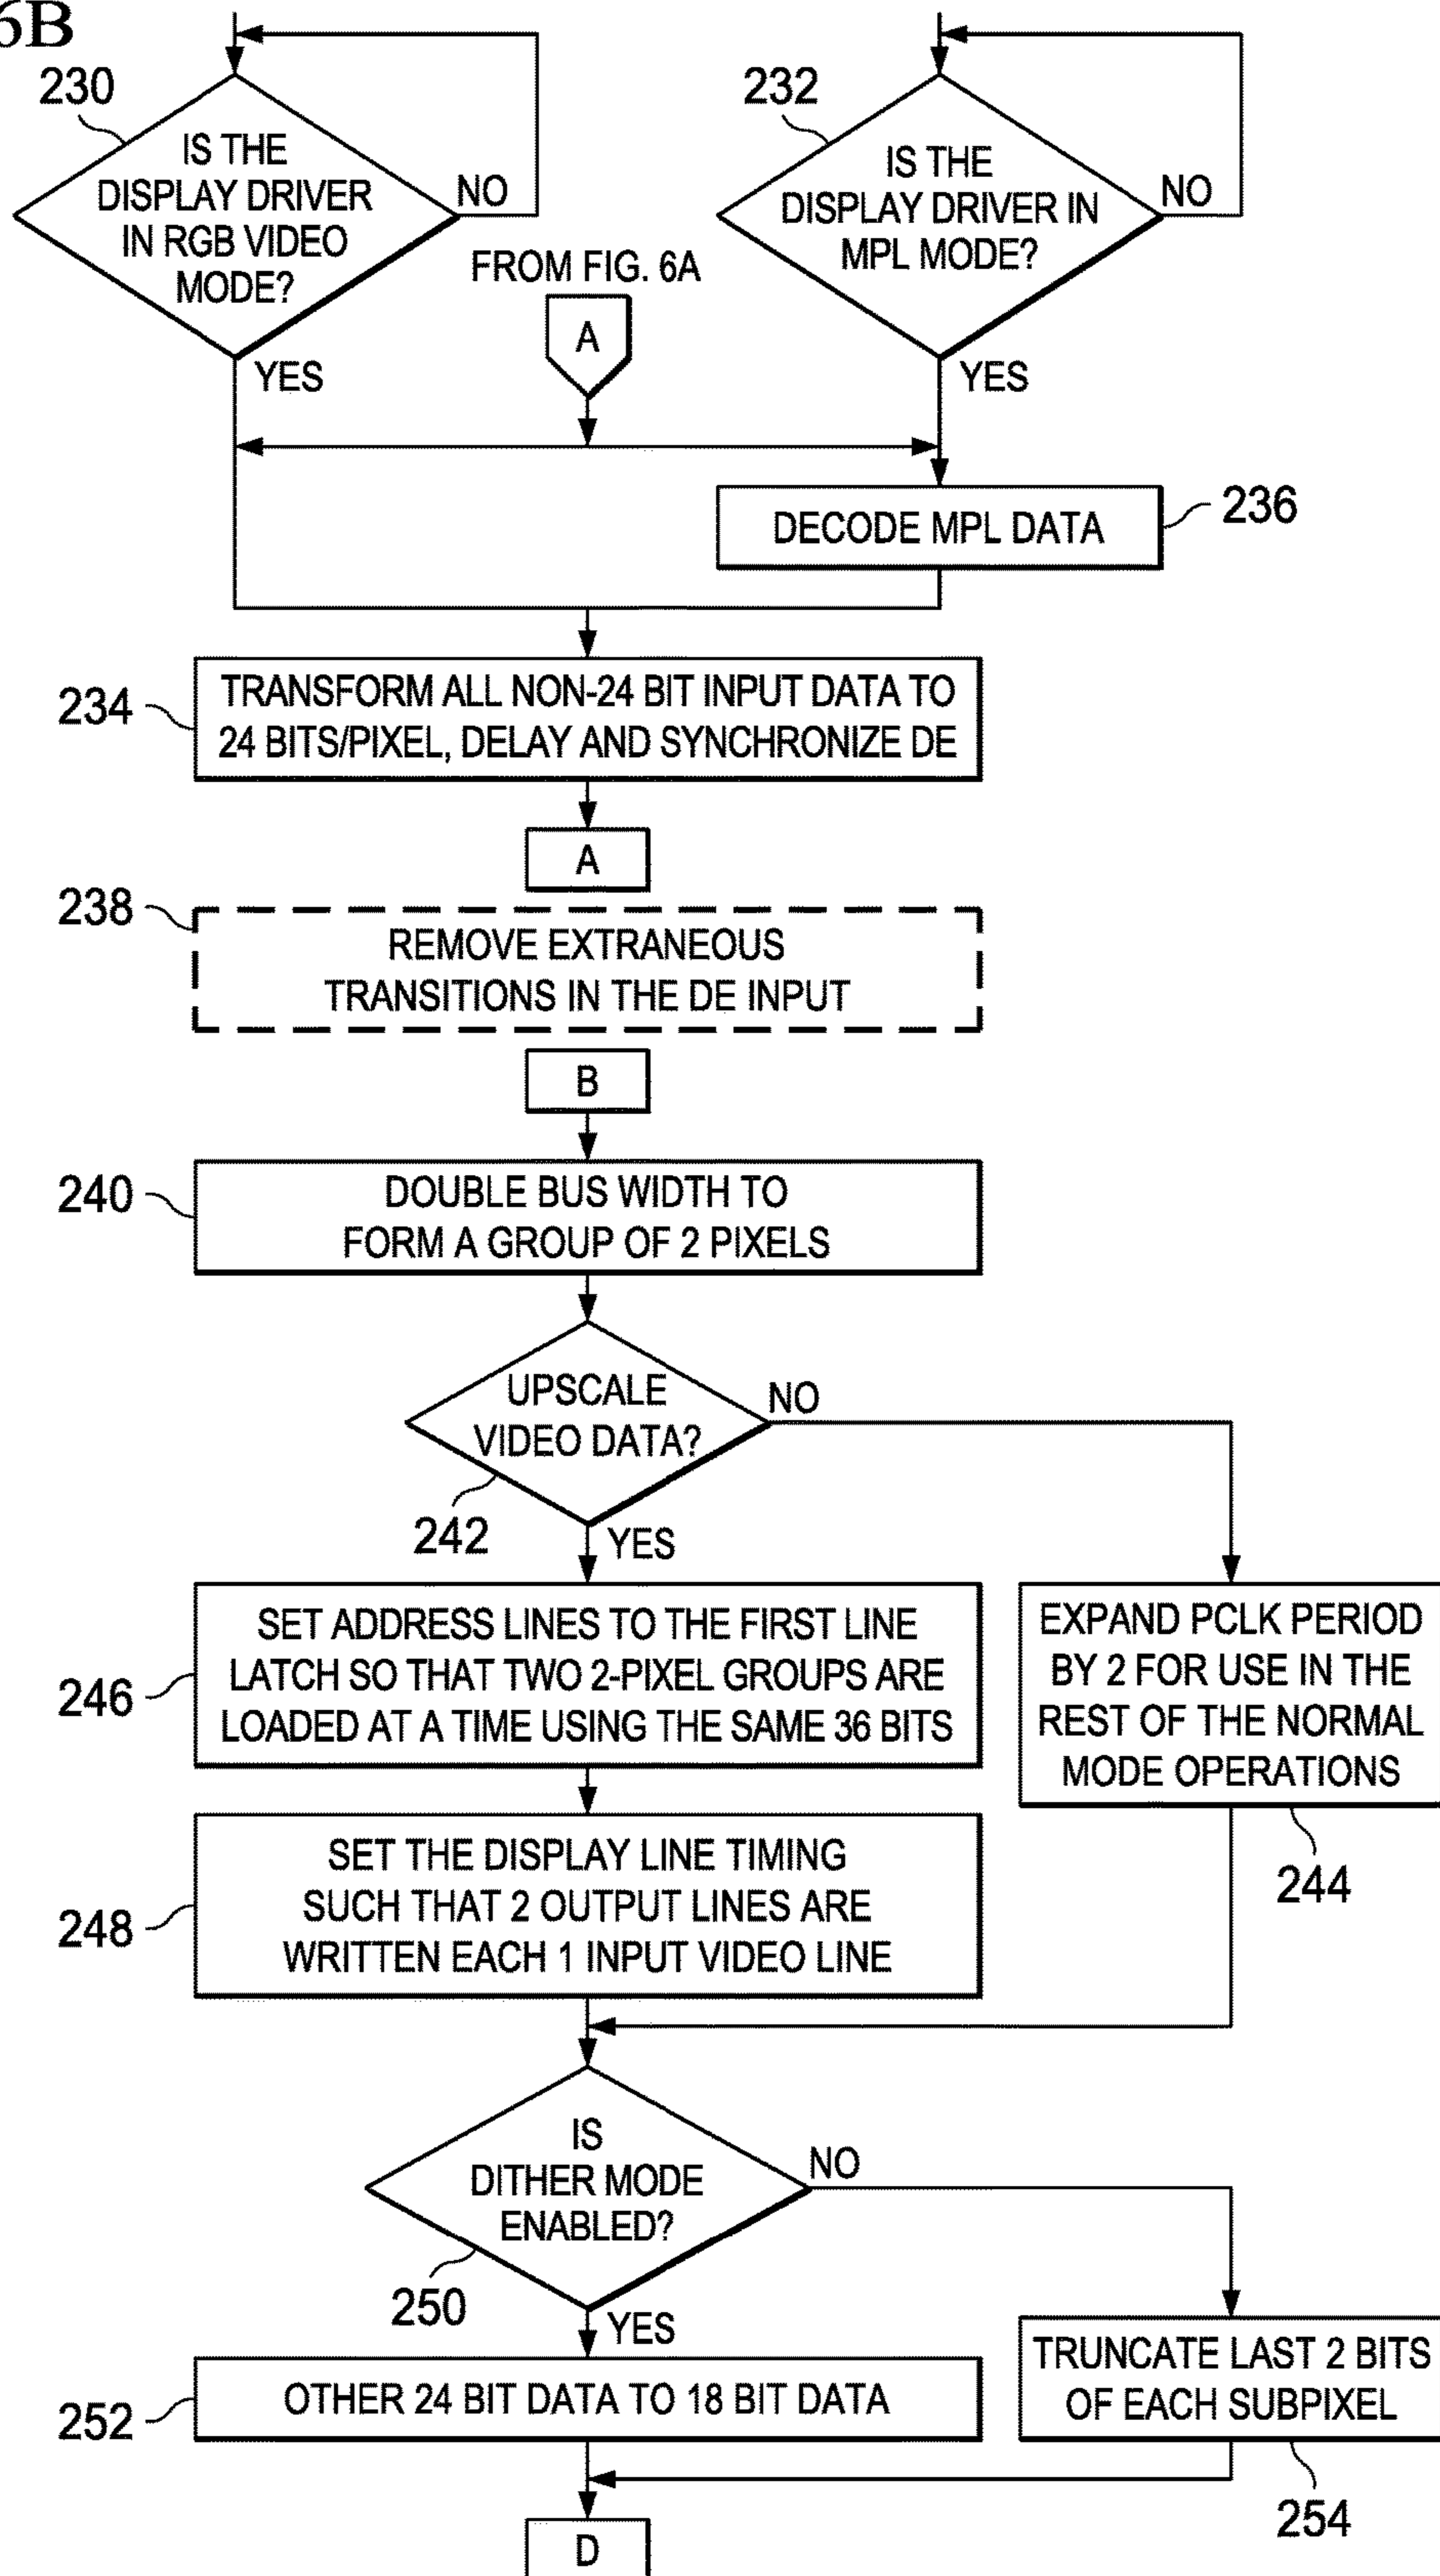 6B
230
IS THE
DISPLAY DRIVER
IN RGB VIDEO
MODE?
NO
YES
232
IS THE
DISPLAY DRIVER IN
MPL MODE?
NO
YES
FROM FIG. 6A
A
DECODE MPL DATA
236
234
TRANSFORM ALL NON-24 BIT INPUT DATA TO
24 BITS/PIXEL, DELAY AND SYNCHRONIZE DE
A
238
REMOVE EXTRANEOUS
TRANSITIONS IN THE DE INPUT
B
240
DOUBLE BUS WIDTH TO
FORM A GROUP OF 2 PIXELS
UPSCALE
VIDEO DATA?
NO
242
YES
246
SET ADDRESS LINES TO THE FIRST LINE
LATCH SO THAT TWO 2-PIXEL GROUPS ARE
LOADED AT A TIME USING THE SAME 36 BITS
EXPAND PCLK PERIOD
BY 2 FOR USE IN THE
REST OF THE NORMAL
MODE OPERATIONS
244
248
SET THE DISPLAY LINE TIMING
SUCH THAT 2 OUTPUT LINES ARE
WRITTEN EACH 1 INPUT VIDEO LINE
IS
DITHER MODE
ENABLED?
NO
250
YES
252
OTHER 24 BIT DATA TO 18 BIT DATA
TRUNCATE LAST 2 BITS
OF EACH SUBPIXEL
254
D